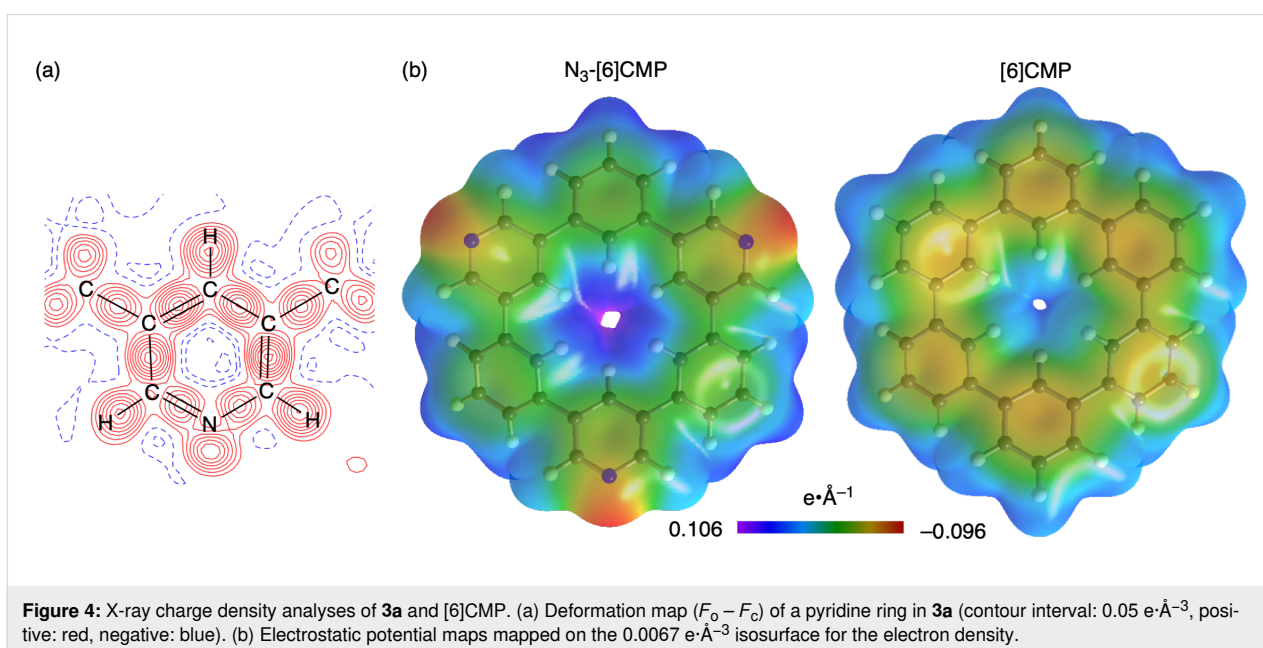 (a)
(b)
N₃-[6]CMP
[6]CMP
H
C
C
C
C
C
C
C
H
N
H
e•Å⁻¹
0.106
−0.096
Figure 4: X-ray charge density analyses of 3a and [6]CMP. (a) Deformation map (Fₒ – F꜀) of a pyridine ring in 3a (contour interval: 0.05 e·Å⁻³, posi-
tive: red, negative: blue). (b) Electrostatic potential maps mapped on the 0.0067 e·Å⁻³ isosurface for the electron density.